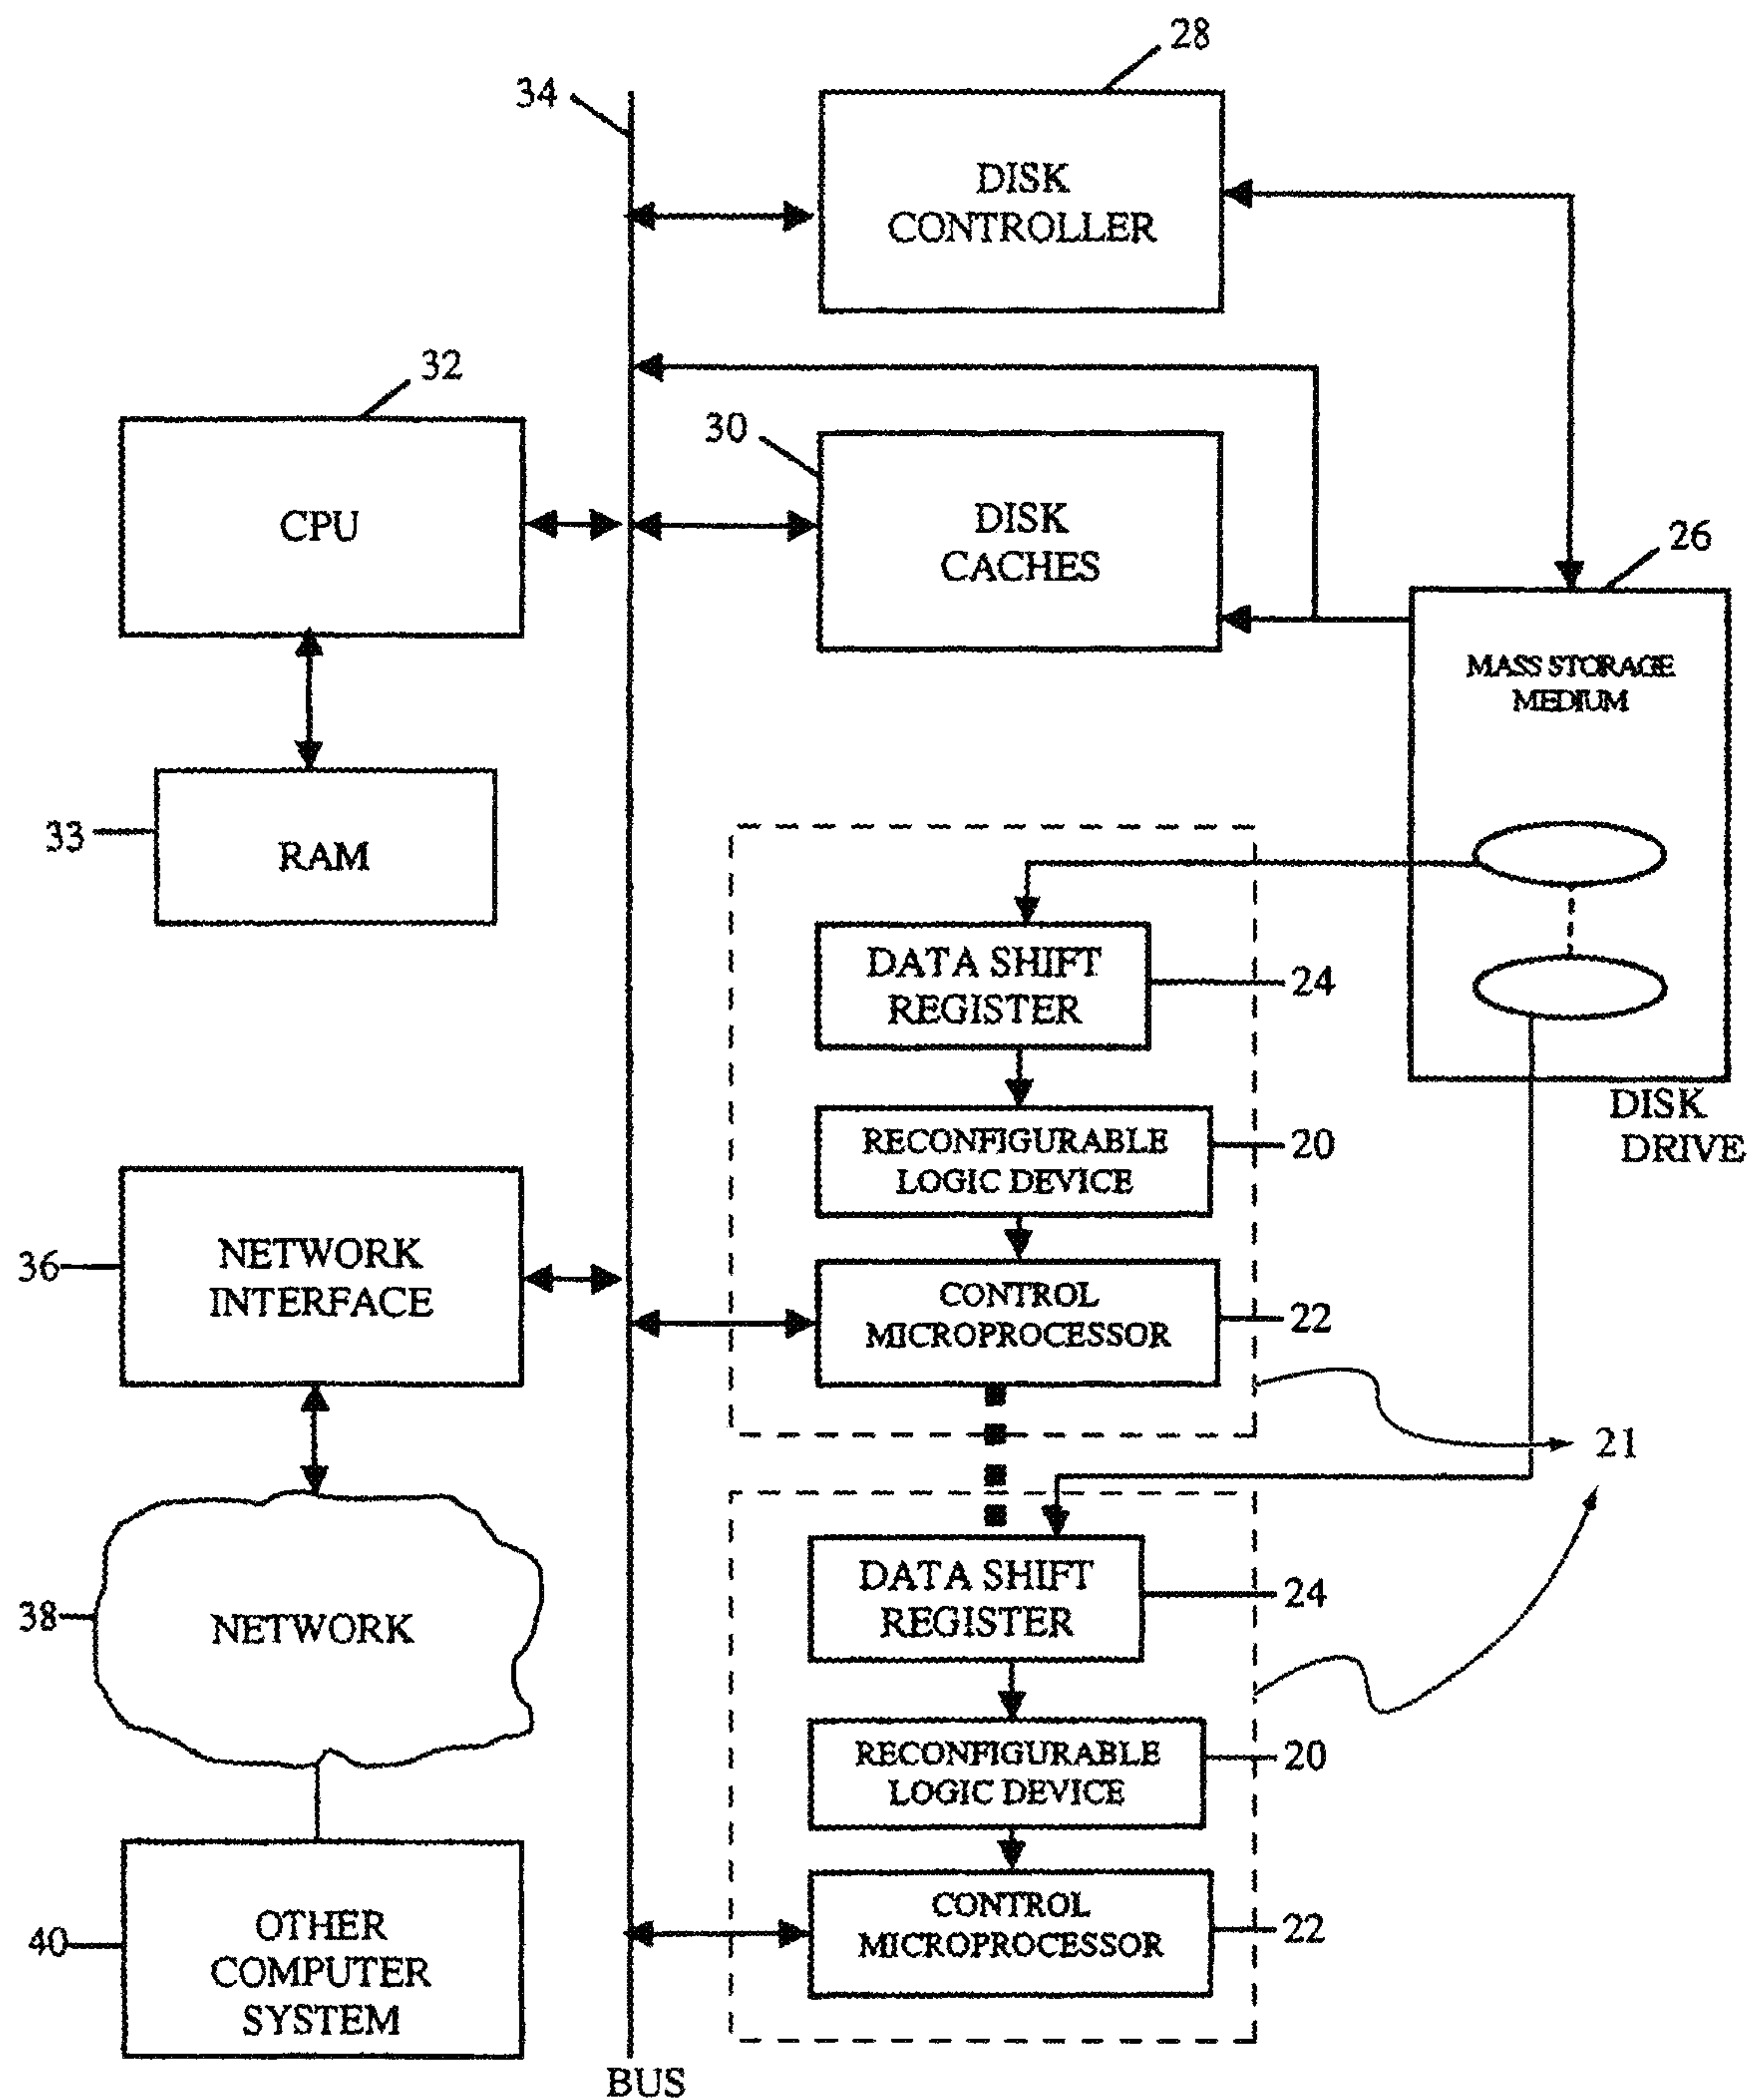 28
34
DISK
CONTROLLER
32
30
CPU
DISK
CACHES
26
MASS STORAGE
MEDIUM
33
RAM
DATA SHIFT
REGISTER
24
DISK
DRIVE
RECONFIGURABLE
LOGIC DEVICE
20
36
NETWORK
INTERFACE
CONTROL
MICROPROCESSOR
22
21
DATA SHIFT
REGISTER
24
38
NETWORK
RECONFIGURABLE
LOGIC DEVICE
20
CONTROL
MICROPROCESSOR
22
40
OTHER
COMPUTER
SYSTEM
BUS